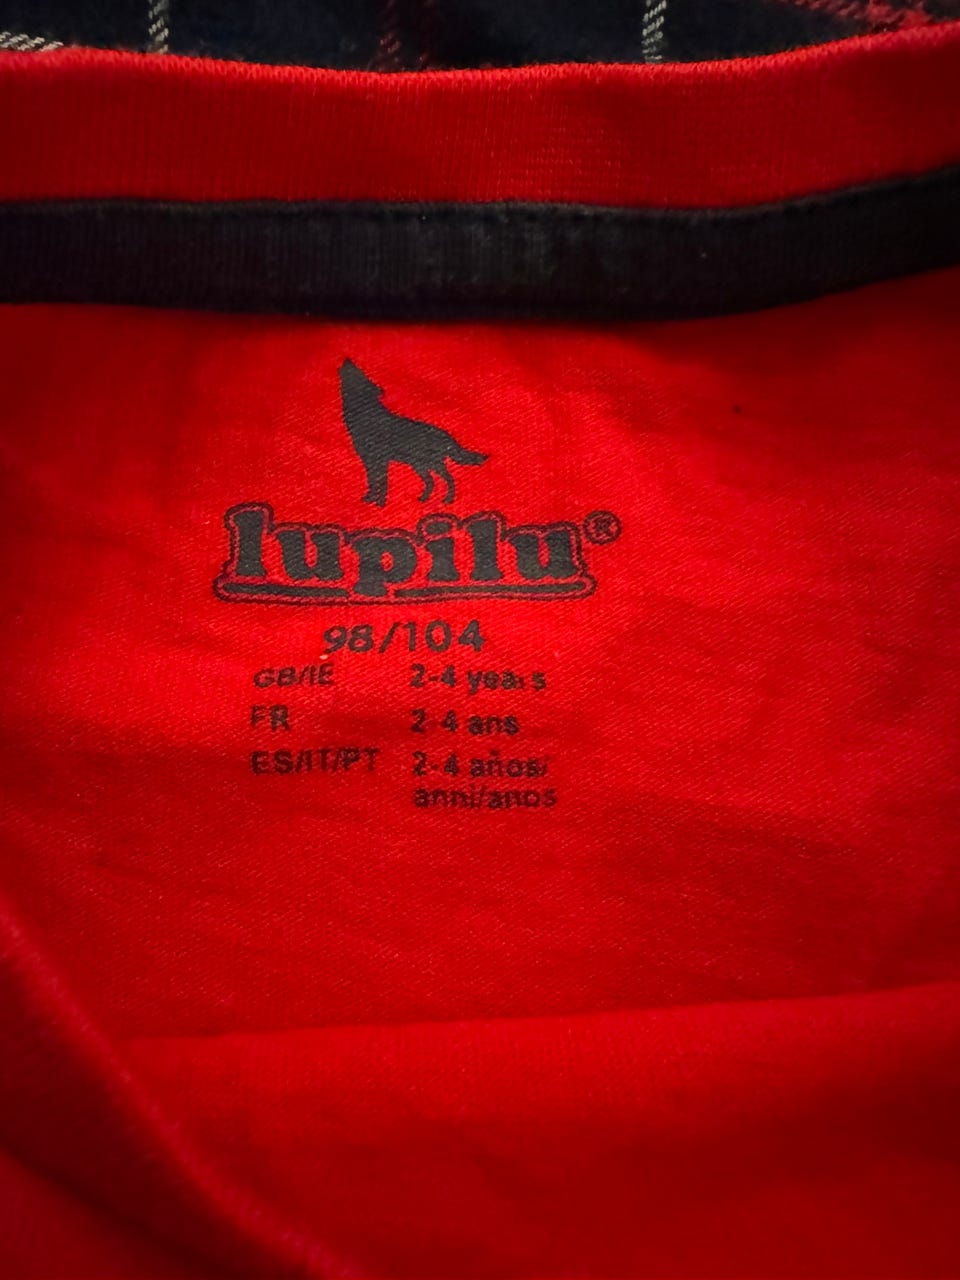 lupilu®
98/104
GB/IE 2-4 years
FR 2-4 ans
ES/IT/PT 2-4 años/
anni/anos